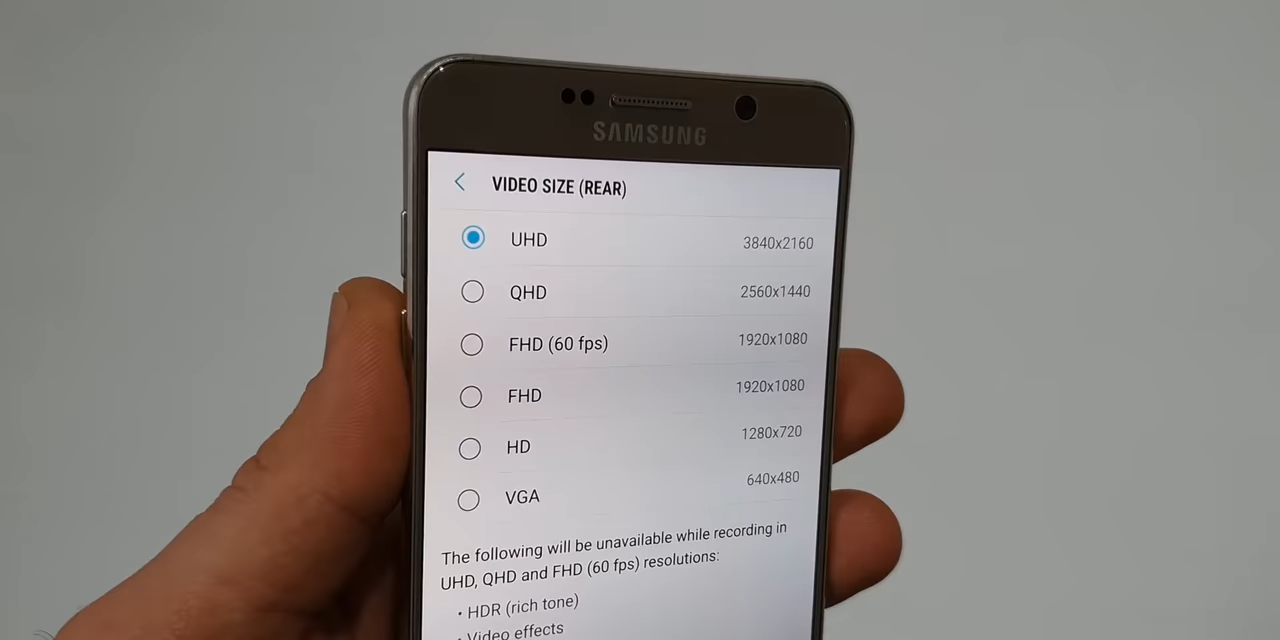 SAMSUNG
VIDEO SIZE (REAR)
UHD 3840x2160
QHD 2560x1440
FHD (60 fps) 1920x1080
FHD 1920x1080
HD 1280x720
VGA 640x480
The following will be unavailable while recording in
UHD, QHD and FHD (60 fps) resolutions:
• HDR (rich tone)
• Video effects